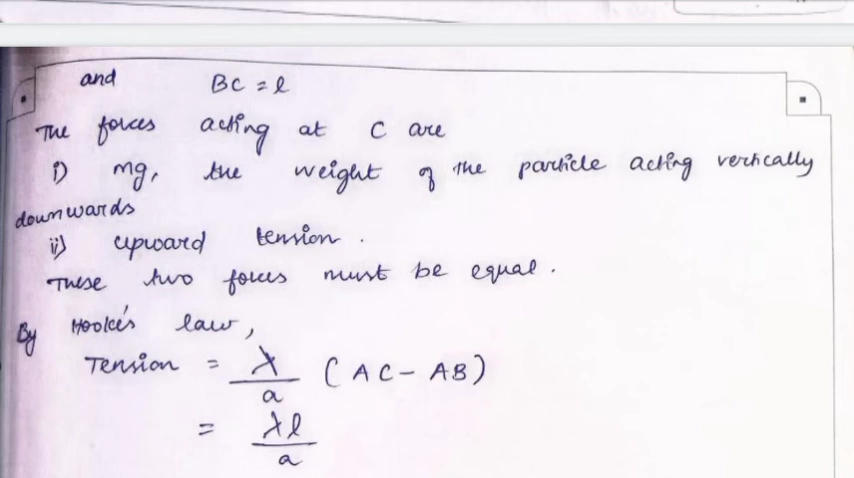 and BC = l
The forces acting at C are
i) mg, the weight of the particle acting vertically
downwards
ii) upward tension.
These two forces must be equal.
By Hooke's law,
Tension = λ/a (AC - AB)
= λl/a